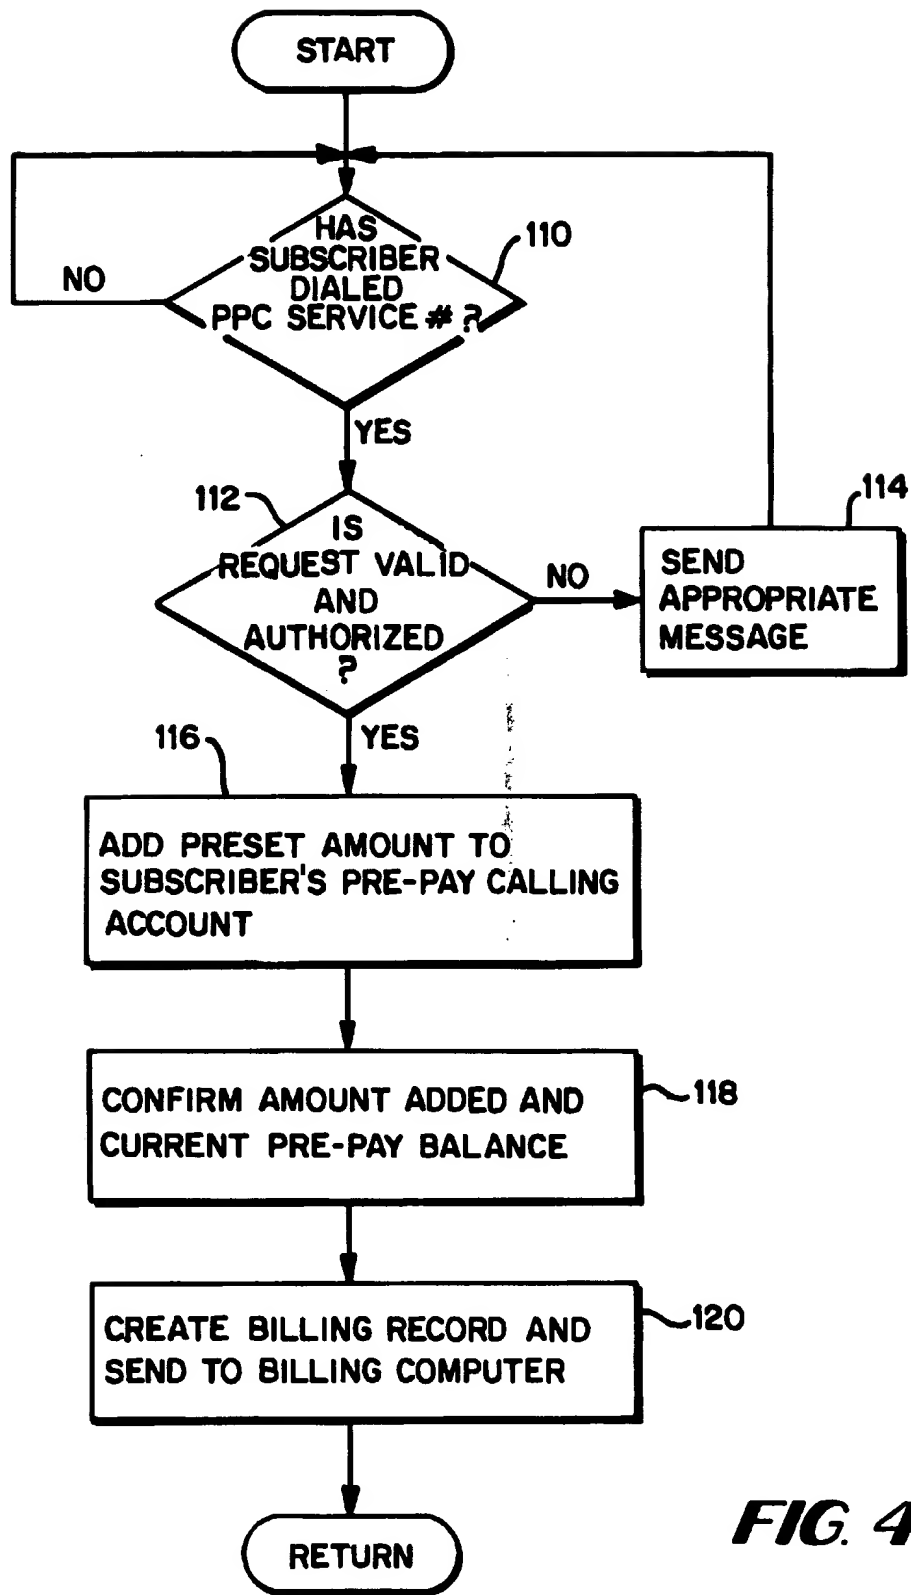 START
HAS
SUBSCRIBER
DIALED
PPC SERVICE # ?
110
NO
YES
112
IS
REQUEST VALID
AND
AUTHORIZED
?
NO
114
SEND
APPROPRIATE
MESSAGE
YES
116
ADD PRESET AMOUNT TO
SUBSCRIBER'S PRE-PAY CALLING
ACCOUNT
CONFIRM AMOUNT ADDED AND
CURRENT PRE-PAY BALANCE
118
CREATE BILLING RECORD AND
SEND TO BILLING COMPUTER
120
RETURN
FIG. 4